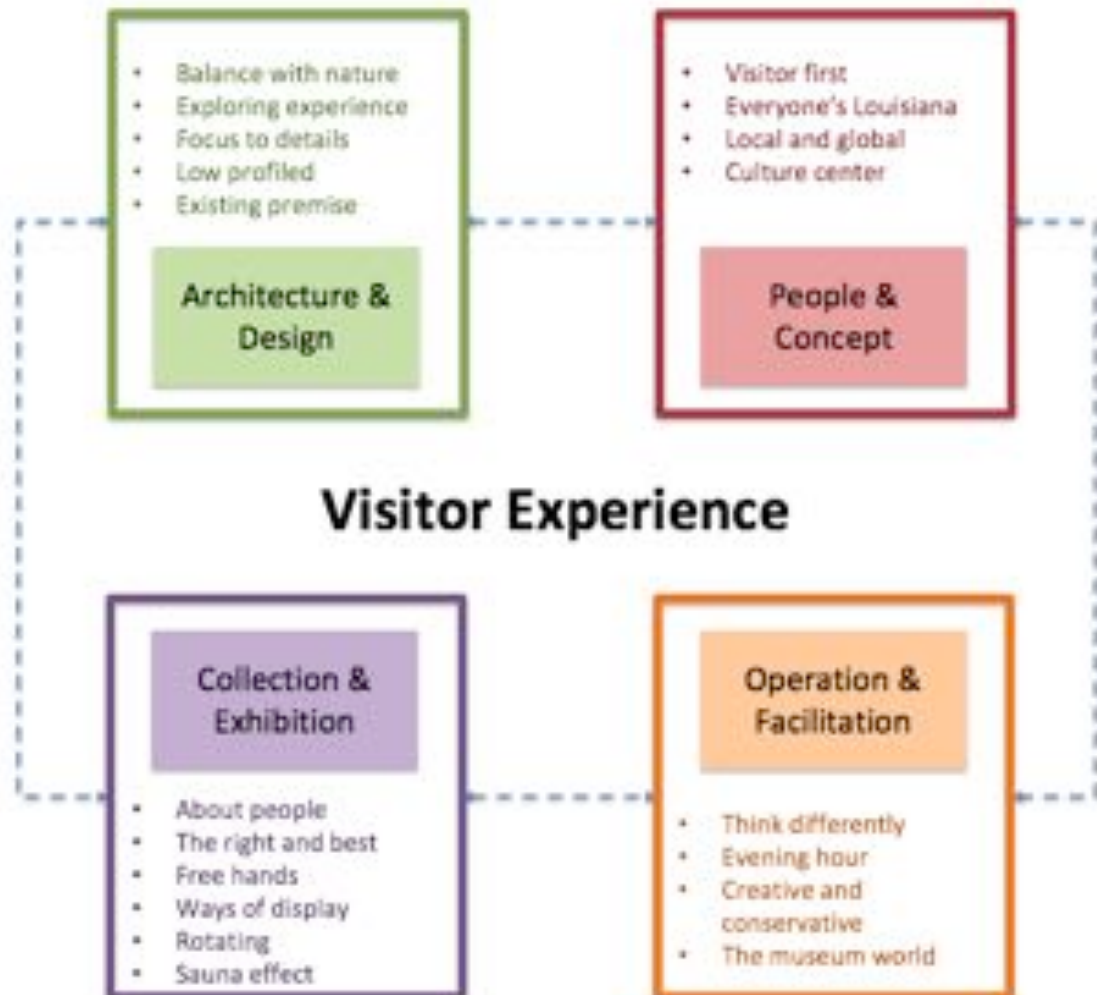 • Balance with nature
• Exploring experience
• Focus to details
• Low profiled
• Existing premise
Architecture &
Design
• Visitor first
• Everyone's Louisiana
• Local and global
• Culture center
People &
Concept
Visitor Experience
Collection &
Exhibition
• About people
• The right and best
• Free hands
• Ways of display
• Rotating
• Sauna effect
Operation &
Facilitation
• Think differently
• Evening hour
• Creative and
conservative
• The museum world